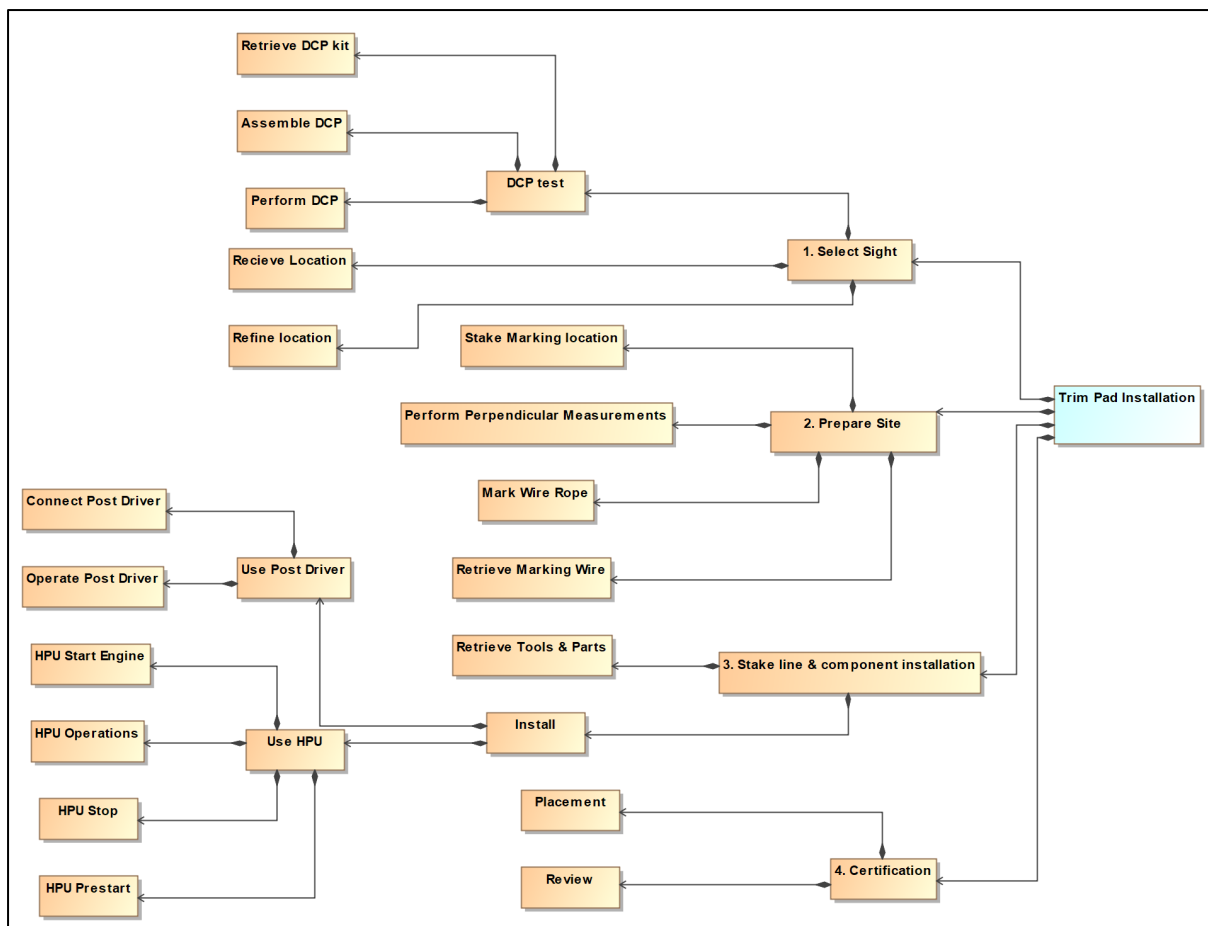 Retrieve DCP kit
Assemble DCP
DCP test
Perform DCP
1. Select Sight
Recieve Location
Refine location
Stake Marking location
Trim Pad Installation
Perform Perpendicular Measurements
2. Prepare Site
Mark Wire Rope
Connect Post Driver
Use Post Driver
Retrieve Marking Wire
Operate Post Driver
HPU Start Engine
Retrieve Tools & Parts
3. Stake line & component installation
Install
HPU Operations
Use HPU
Placement
HPU Stop
4. Certification
Review
HPU Prestart